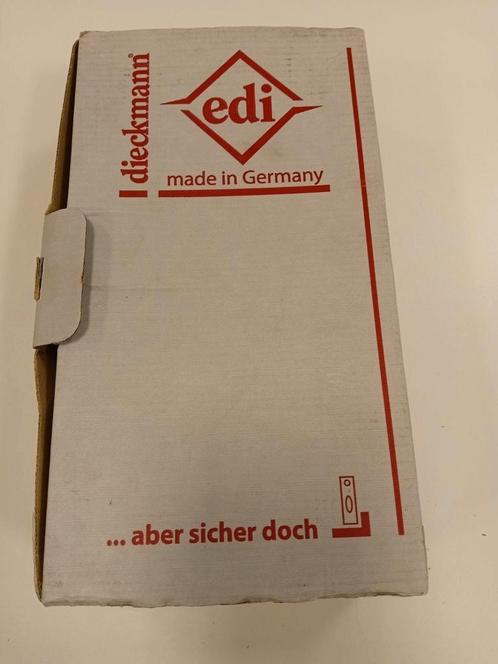 dieckmann®
edi
made in Germany
... aber sicher doch